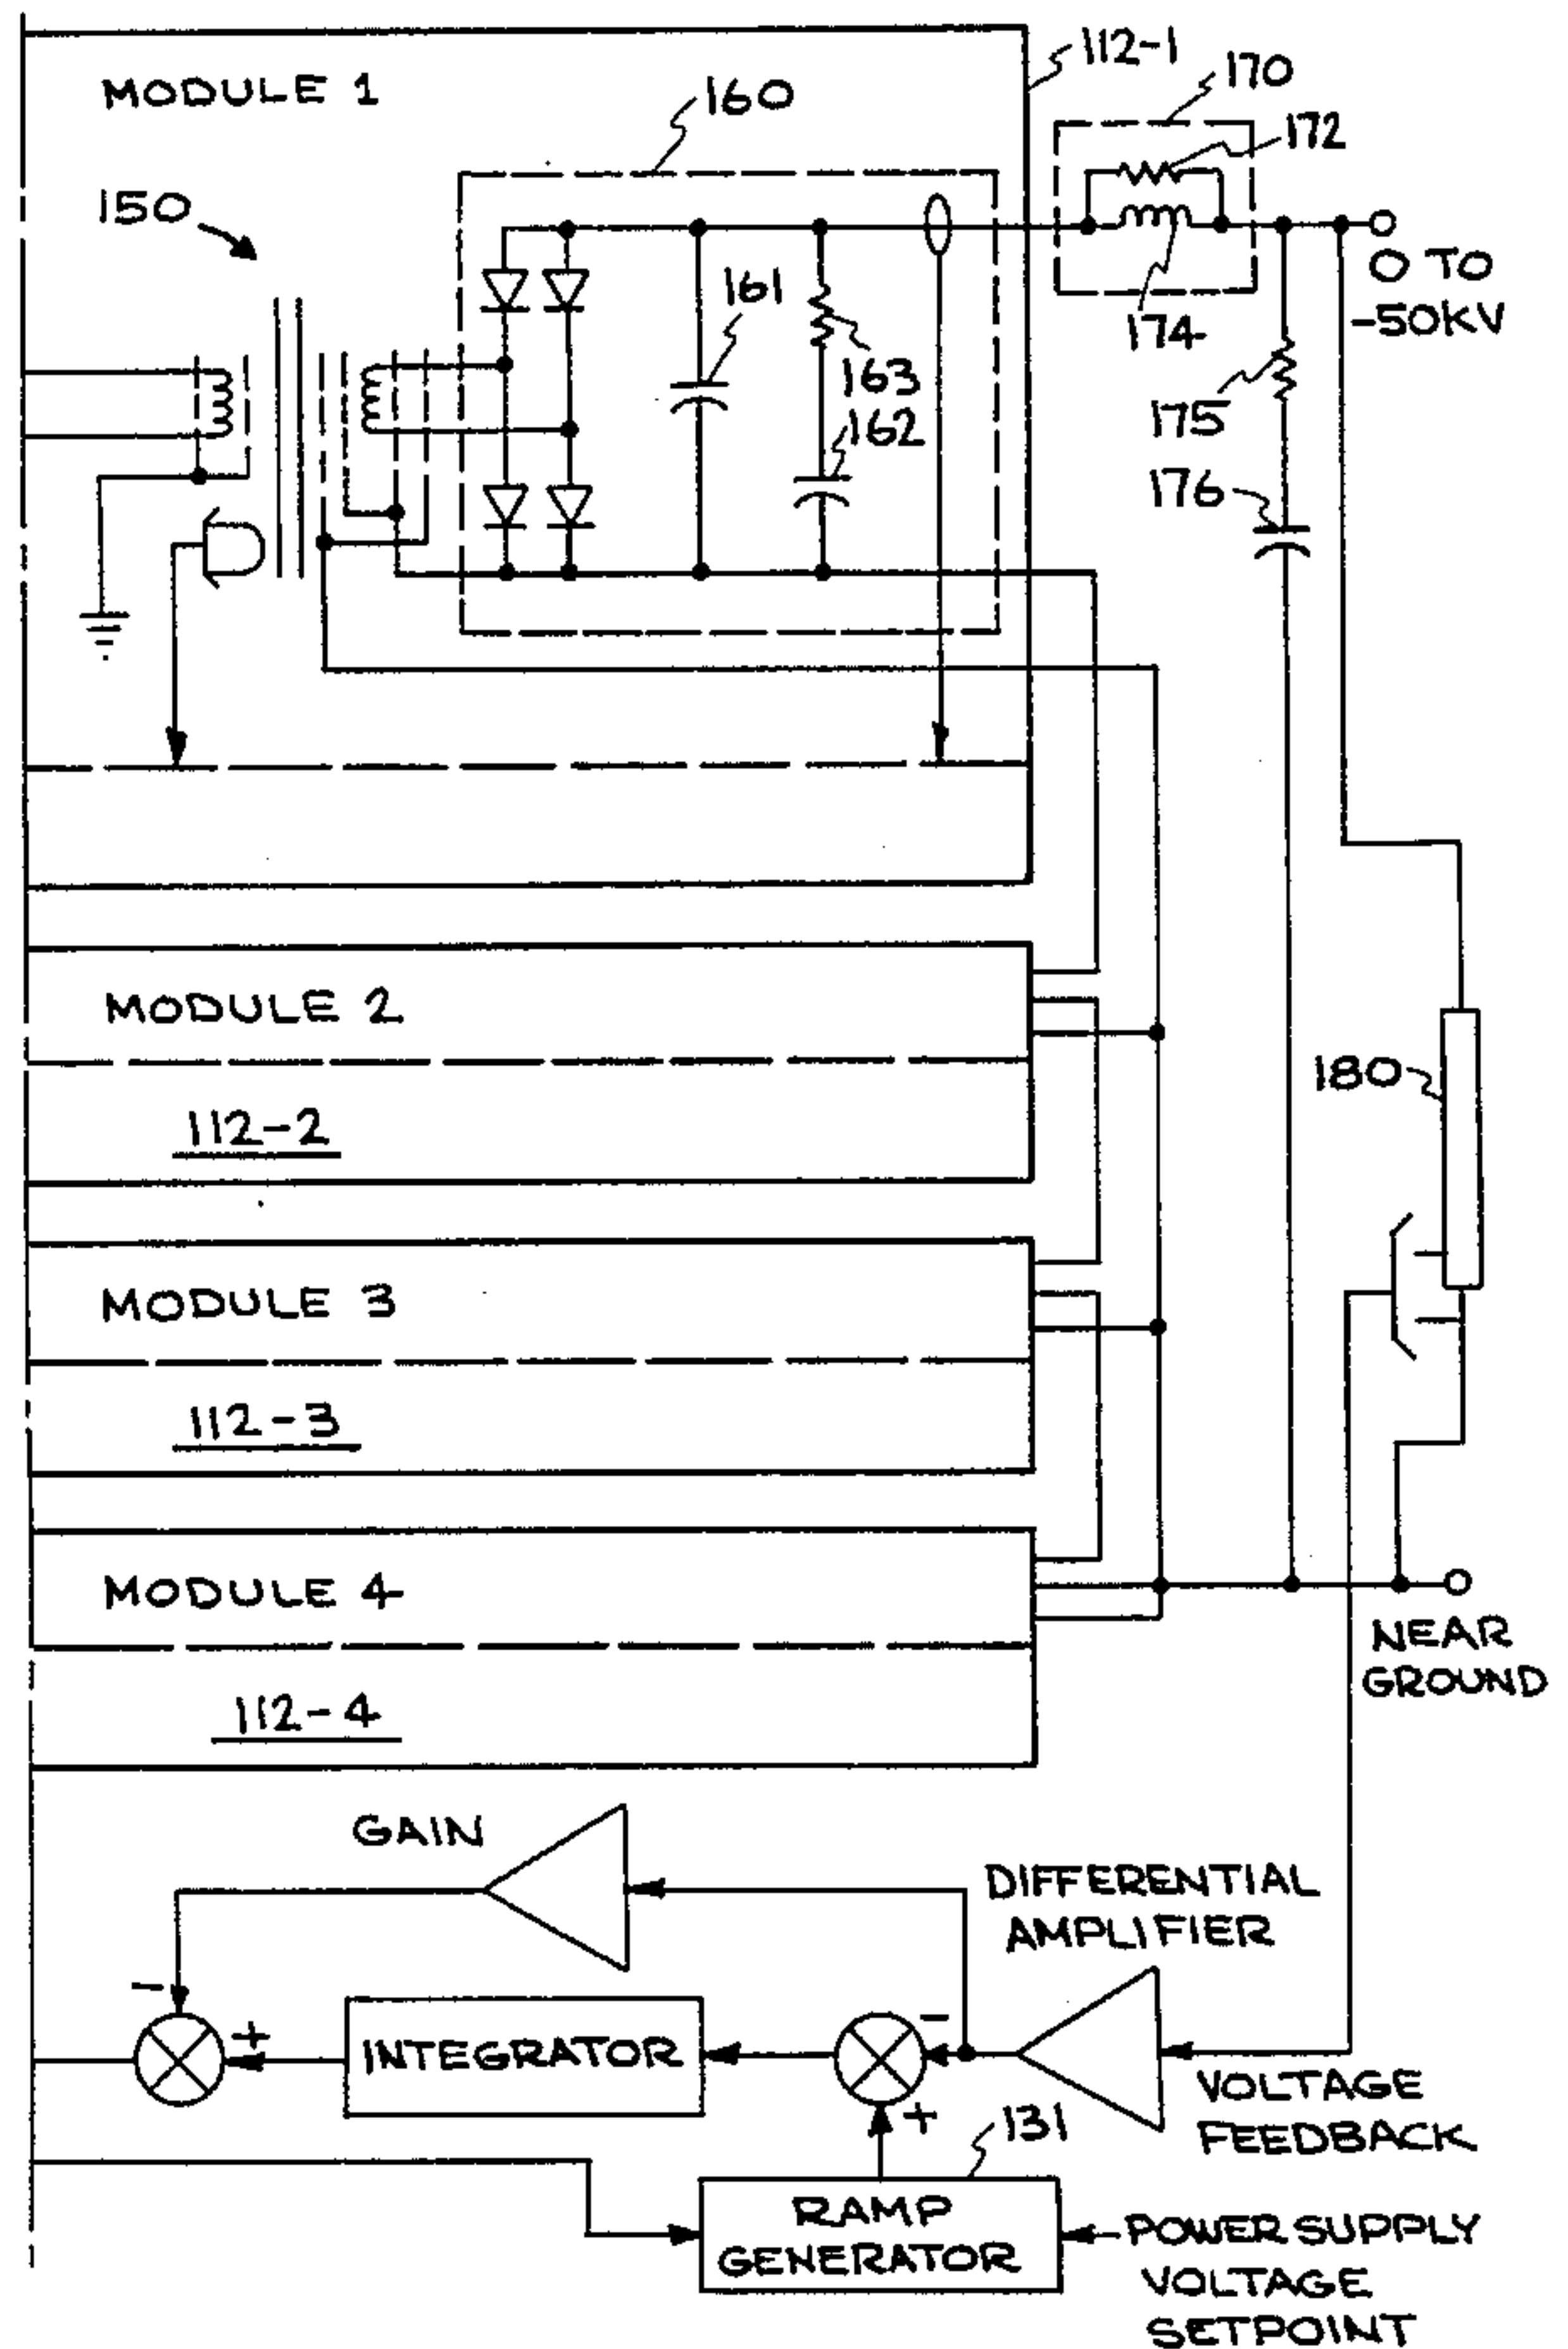 MODULE 1
112-1
170
160
172
150
161
0 TO
-50KV
174
163
175
162
176
MODULE 2
180
112-2
MODULE 3
112-3
MODULE 4
NEAR
GROUND
112-4
GAIN
DIFFERENTIAL
AMPLIFIER
-
-
+
INTEGRATOR
VOLTAGE
FEEDBACK
+
131
RAMP
GENERATOR
POWER SUPPLY
VOLTAGE
SETPOINT